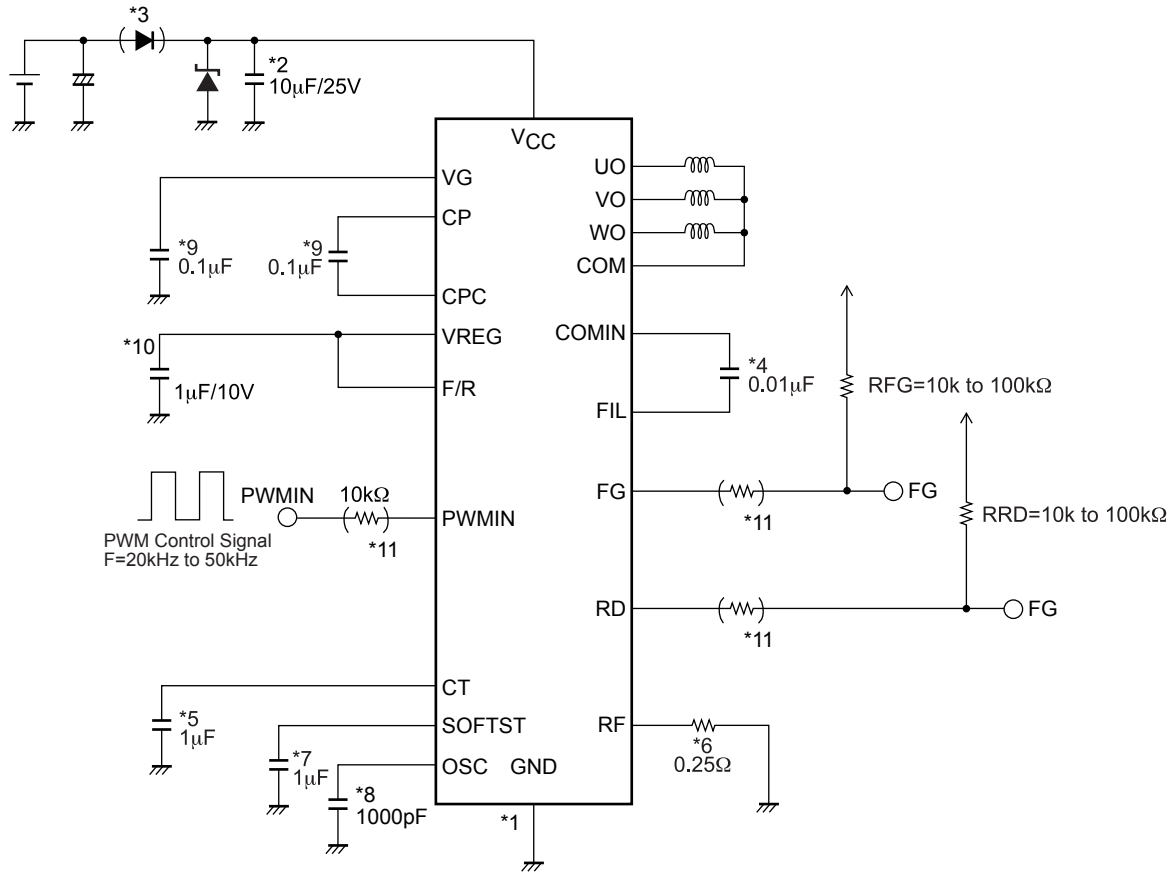 *3
*2
10μF/25V
VCC
VG
CP
*9
0.1μF
*9
0.1μF
CPC
VREG
*10
1μF/10V
F/R
PWMIN
10kΩ
PWMIN
*11
PWM Control Signal
F=20kHz to 50kHz
CT
*5
1μF
SOFTST
*7
1μF
OSC
GND
*8
1000pF
*1
UO
VO
WO
COM
COMIN
*4
0.01μF
FIL
RFG=10k to 100kΩ
FG
*11
FG
RRD=10k to 100kΩ
RD
*11
FG
RF
*6
0.25Ω